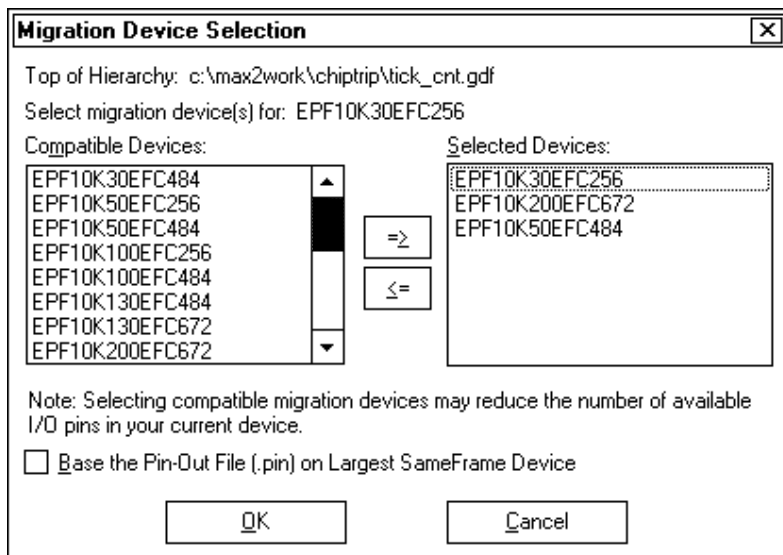 Migration Device Selection
Top of Hierarchy: c:\max2work\chiptrip\tick_cnt.gdf
Select migration device(s) for: EPF10K30EFC256
Compatible Devices:
EPF10K30EFC484
EPF10K50EFC256
EPF10K50EFC484
EPF10K100EFC256
EPF10K100EFC484
EPF10K130EFC484
EPF10K130EFC672
EPF10K200EFC672
=>
<=
Selected Devices:
EPF10K30EFC256
EPF10K200EFC672
EPF10K50EFC484
Note: Selecting compatible migration devices may reduce the number of available
I/O pins in your current device.
Base the Pin-Out File (.pin) on Largest SameFrame Device
OK
Cancel